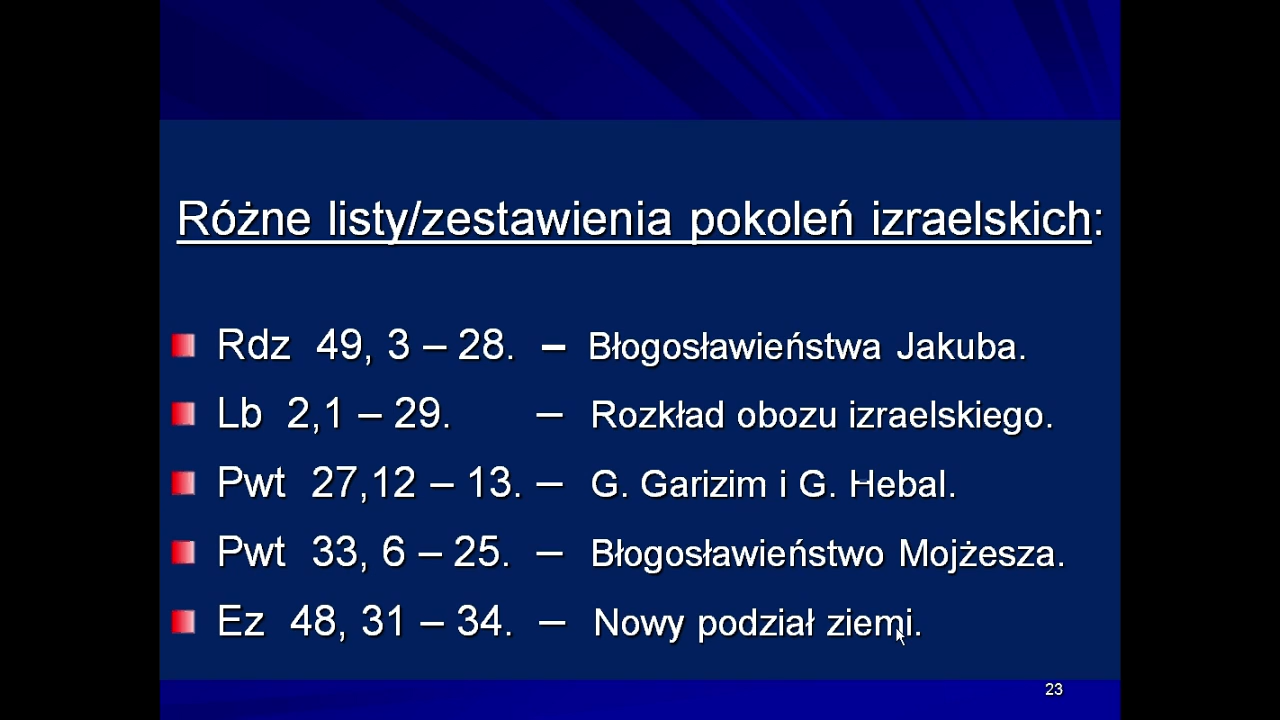 Różne listy/zestawienia pokoleń izraelskich:
Rdz 49, 3 – 28. – Błogosławieństwa Jakuba.
Lb 2,1 – 29. – Rozkład obozu izraelskiego.
Pwt 27,12 – 13. – G. Garizim i G. Hebal.
Pwt 33, 6 – 25. – Błogosławieństwo Mojżesza.
Ez 48, 31 – 34. – Nowy podział ziemi.
23